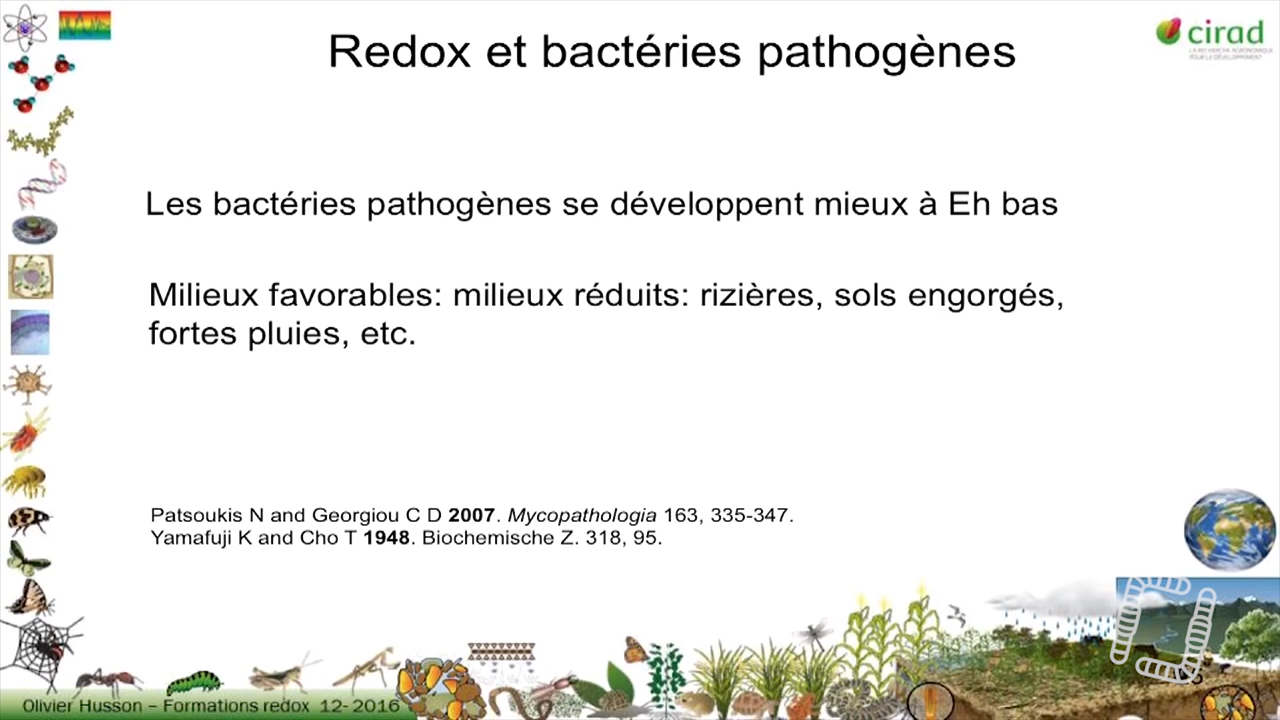 Redox et bactéries pathogènes
cirad
LA RECHERCHE AGRONOMIQUE
POUR LE DÉVELOPPEMENT
Les bactéries pathogènes se développent mieux à Eh bas
Milieux favorables: milieux réduits: rizières, sols engorgés,
fortes pluies, etc.
Patsoukis N and Georgiou C D 2007. Mycopathologia 163, 335-347.
Yamafuji K and Cho T 1948. Biochemische Z. 318, 95.
Olivier Husson – Formations redox 12- 2016